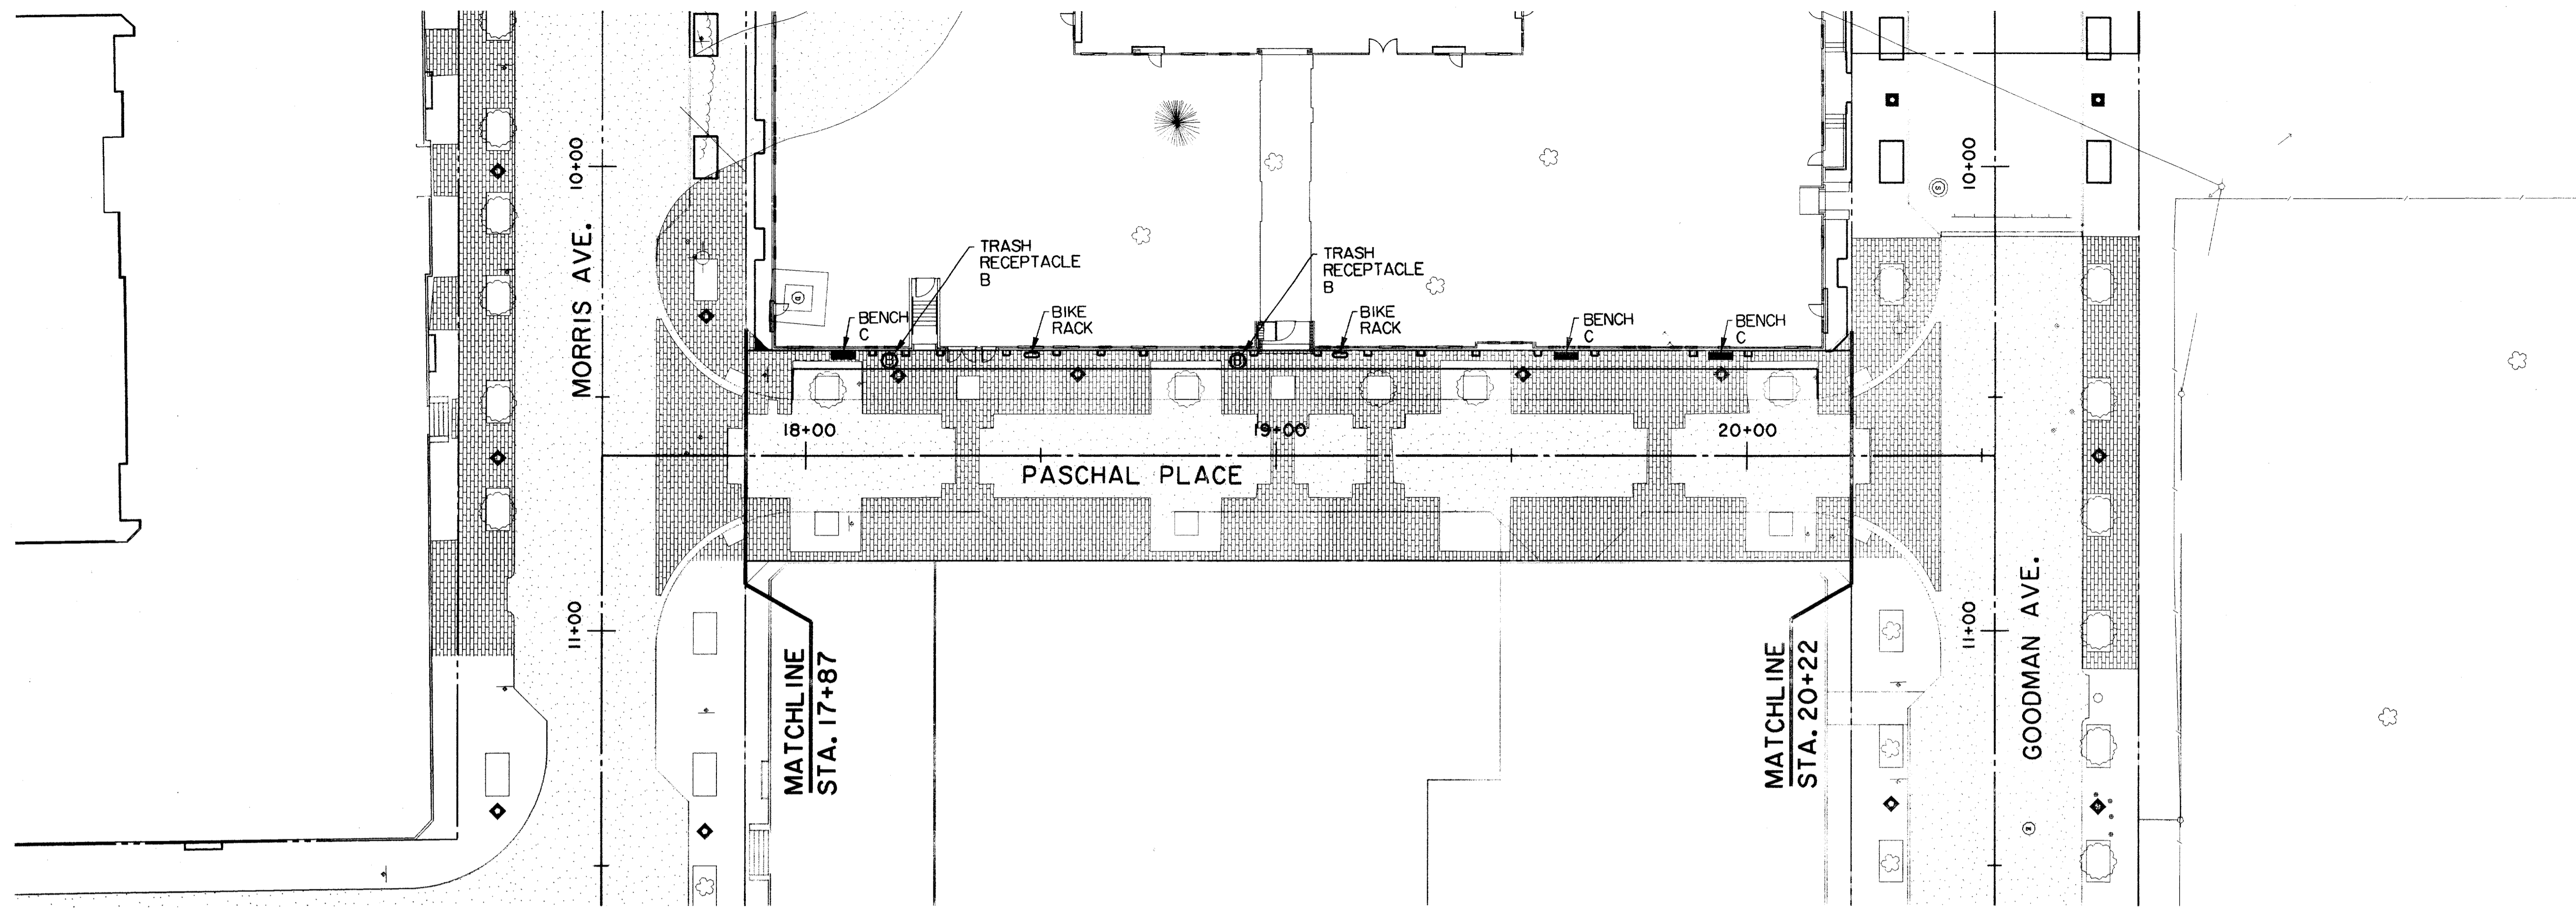 MORRIS AVE.
10+00
11+00
TRASH
RECEPTACLE
B
BENCH
C
BIKE
RACK
TRASH
RECEPTACLE
B
BIKE
RACK
BENCH
C
BENCH
C
18+00
19+00
20+00
PASCHAL PLACE
MATCHLINE
STA. 17+87
MATCHLINE
STA. 20+22
10+00
11+00
GOODMAN AVE.
D
S